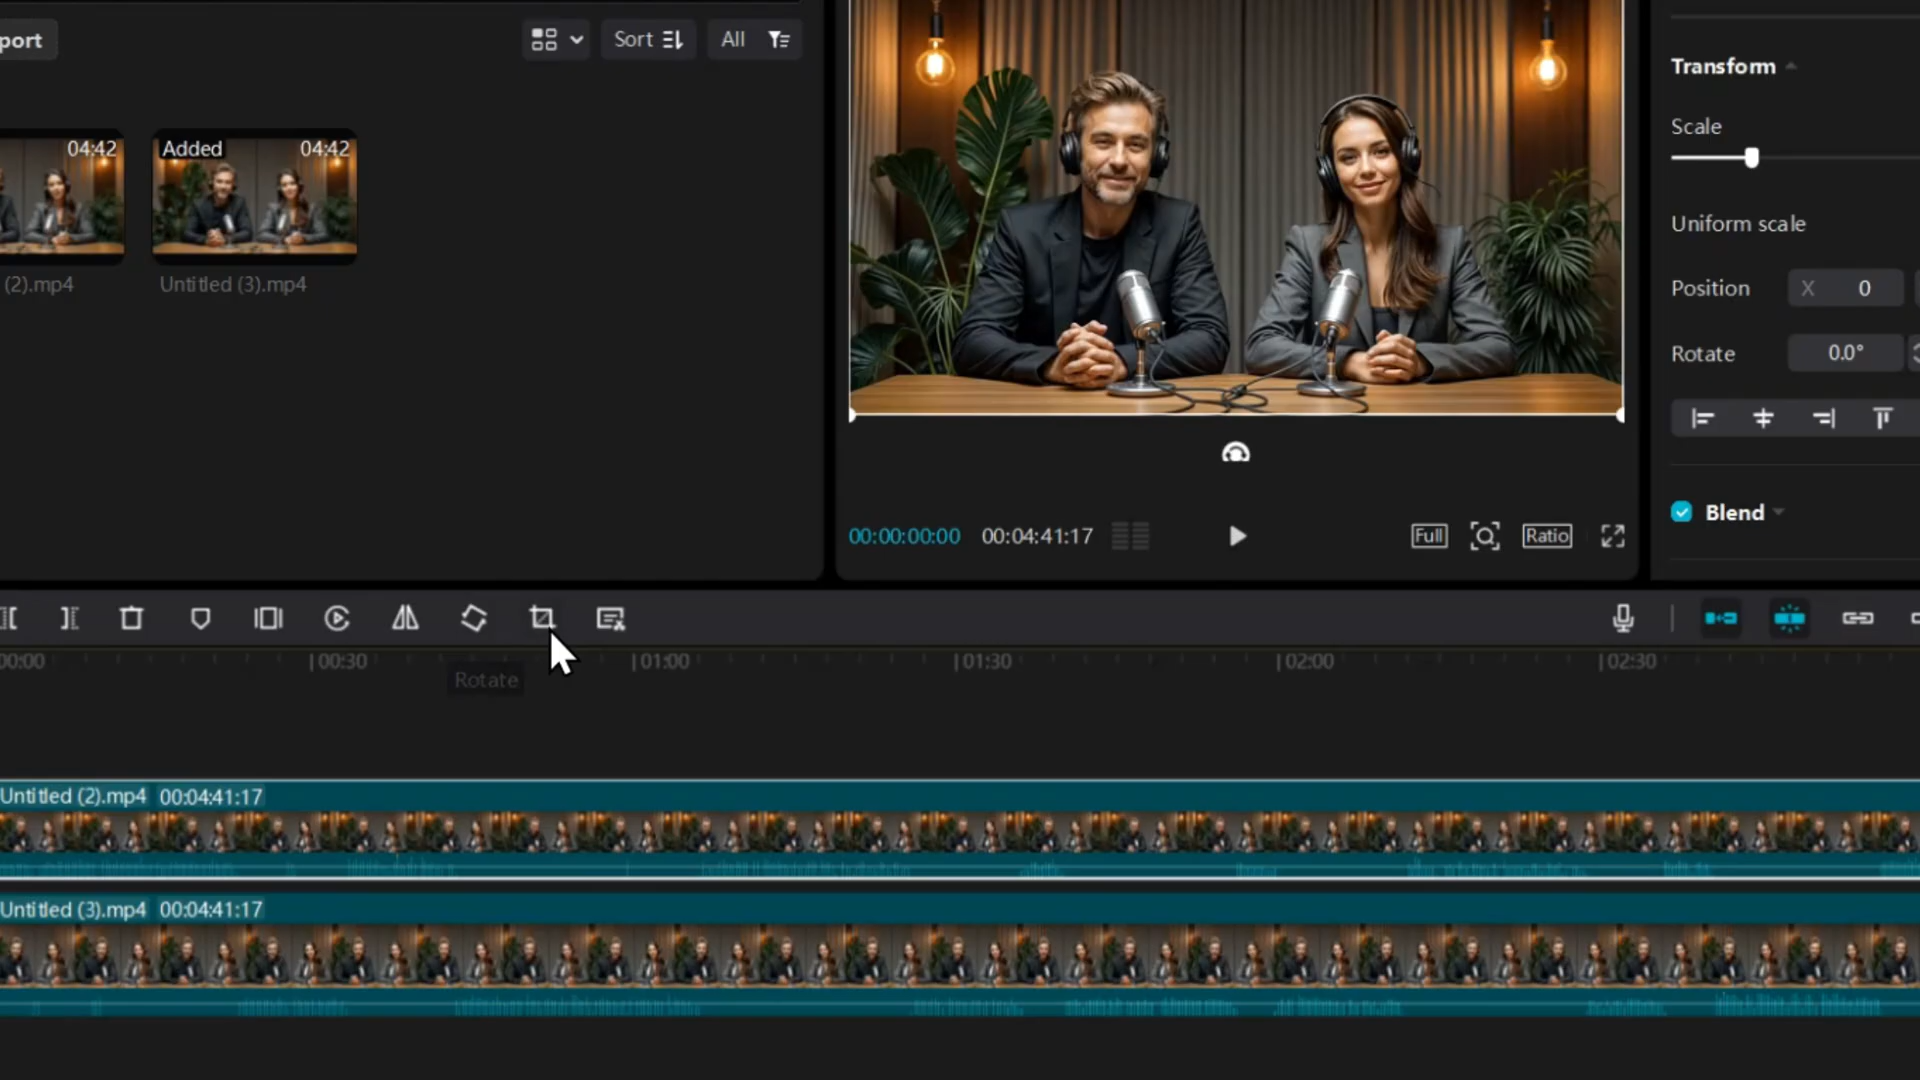 port
Sort
All
04:42
Added
04:42
(2).mp4
Untitled (3).mp4
Transform
Scale
Uniform scale
Position
X
0
Rotate
0.0°
Blend
00:00:00:00
00:04:41:17
Full
Ratio
00:00
00:30
01:00
01:30
02:00
02:30
Rotate
Untitled (2).mp4 00:04:41:17
Untitled (3).mp4 00:04:41:17